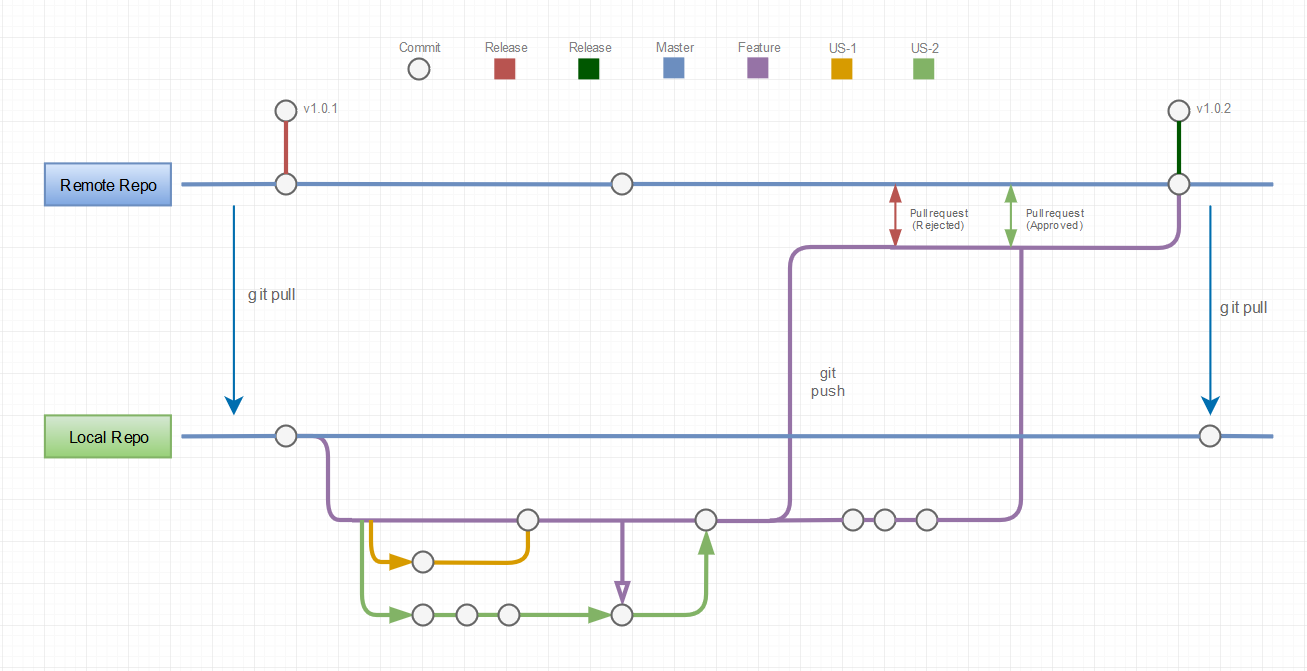 Commit
Release
Release
Master
Feature
US-1
US-2
v1.0.1
v1.0.2
Remote Repo
Pull request
(Rejected)
Pull request
(Approved)
git pull
git pull
git
push
Local Repo